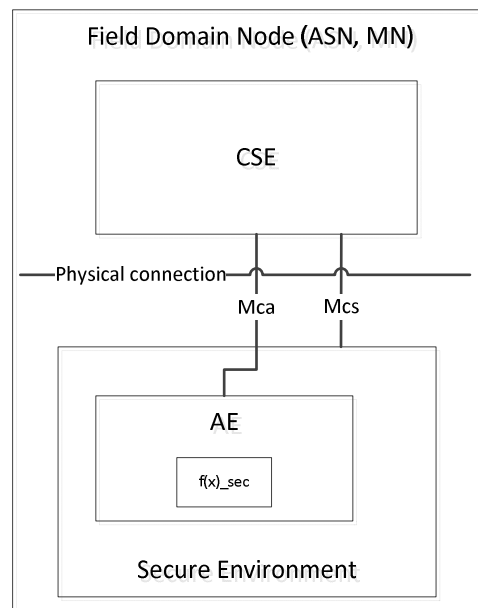 Field Domain Node (ASN, MN)
CSE
Physical connection
Mca
Mcs
AE
f(x)_sec
Secure Environment